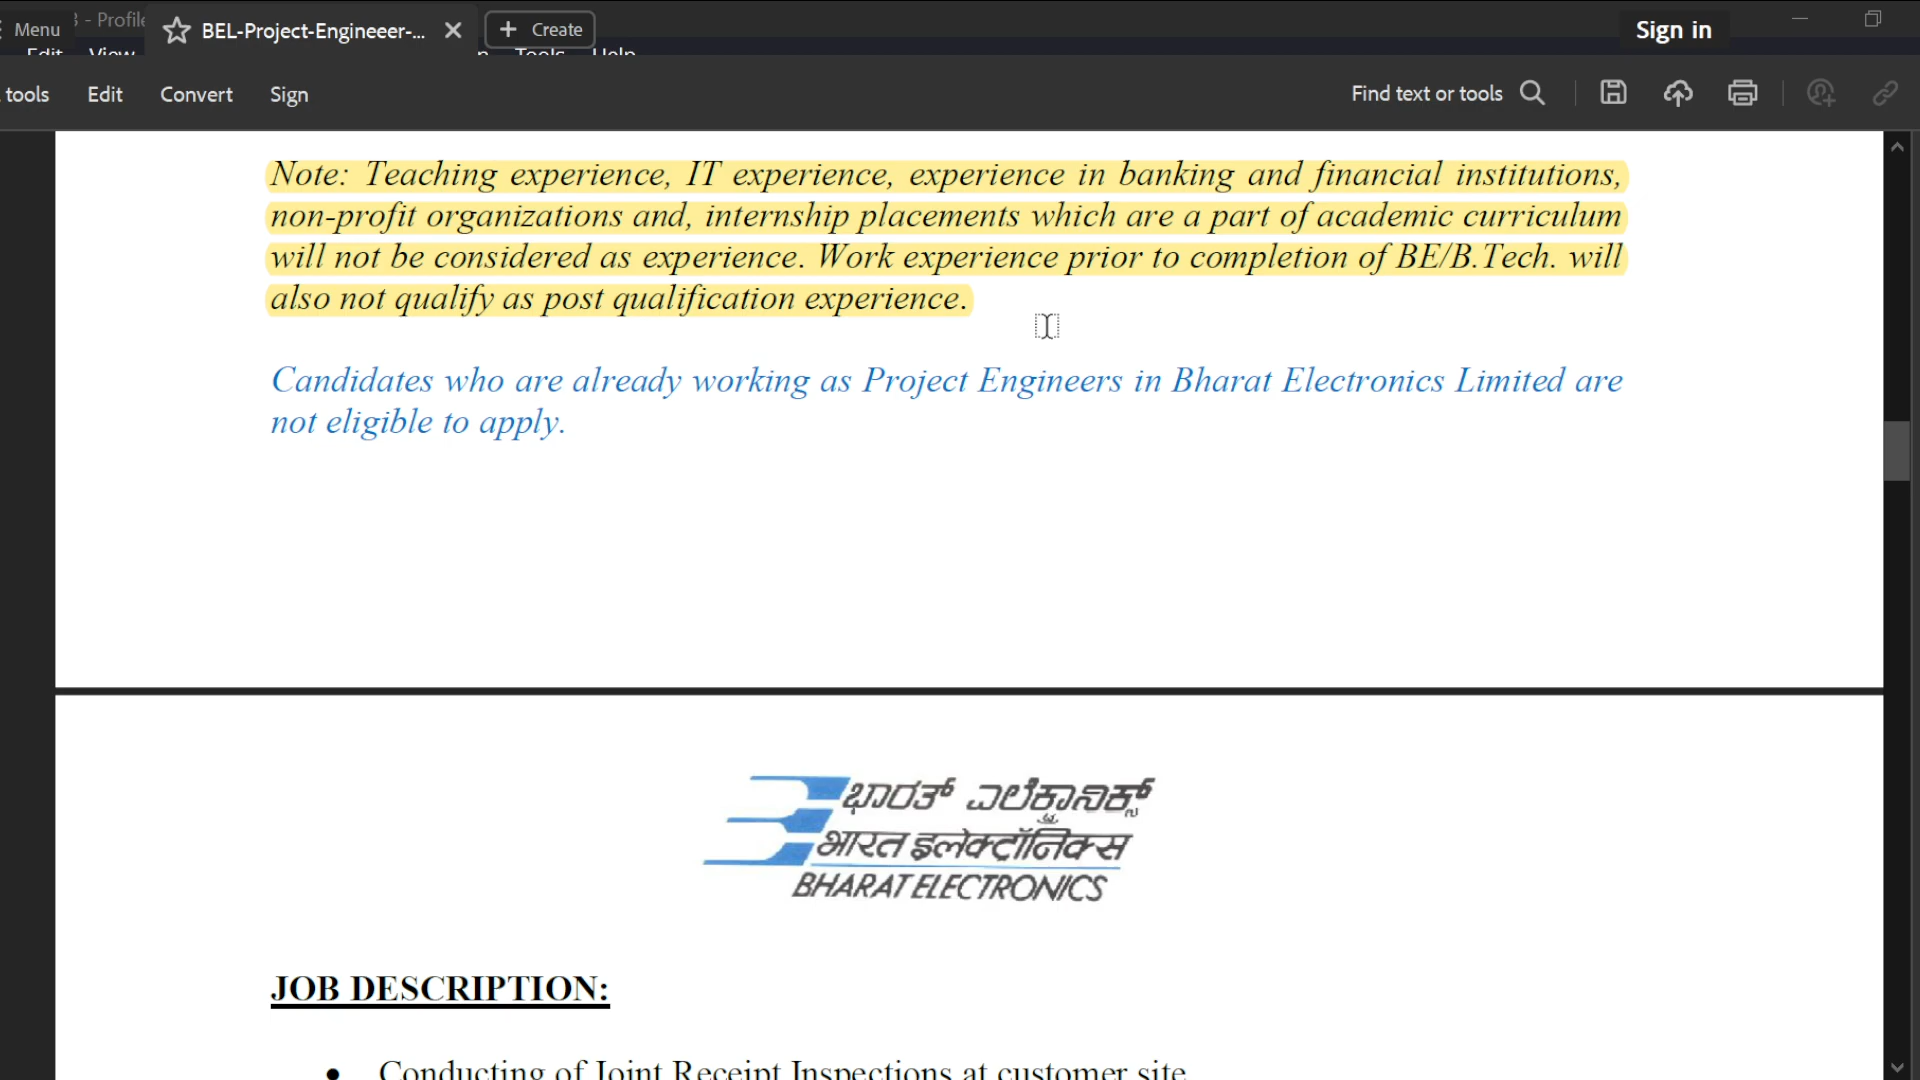 Menu
- Profile
BEL-Project-Engineeer-...
Create
Sign in
Edit View Tools Help
tools Edit Convert Sign
Find text or tools
Note: Teaching experience, IT experience, experience in banking and financial institutions,
non-profit organizations and, internship placements which are a part of academic curriculum
will not be considered as experience. Work experience prior to completion of BE/B.Tech. will
also not qualify as post qualification experience.
Candidates who are already working as Project Engineers in Bharat Electronics Limited are
not eligible to apply.
ಭಾರತ್ ಎಲೆಕ್ಟ್ರಾನಿಕ್ಸ್
भारत इलेक्ट्रॉनिक्स
BHARAT ELECTRONICS
JOB DESCRIPTION:
• Conducting of Joint Receipt Inspections at customer site